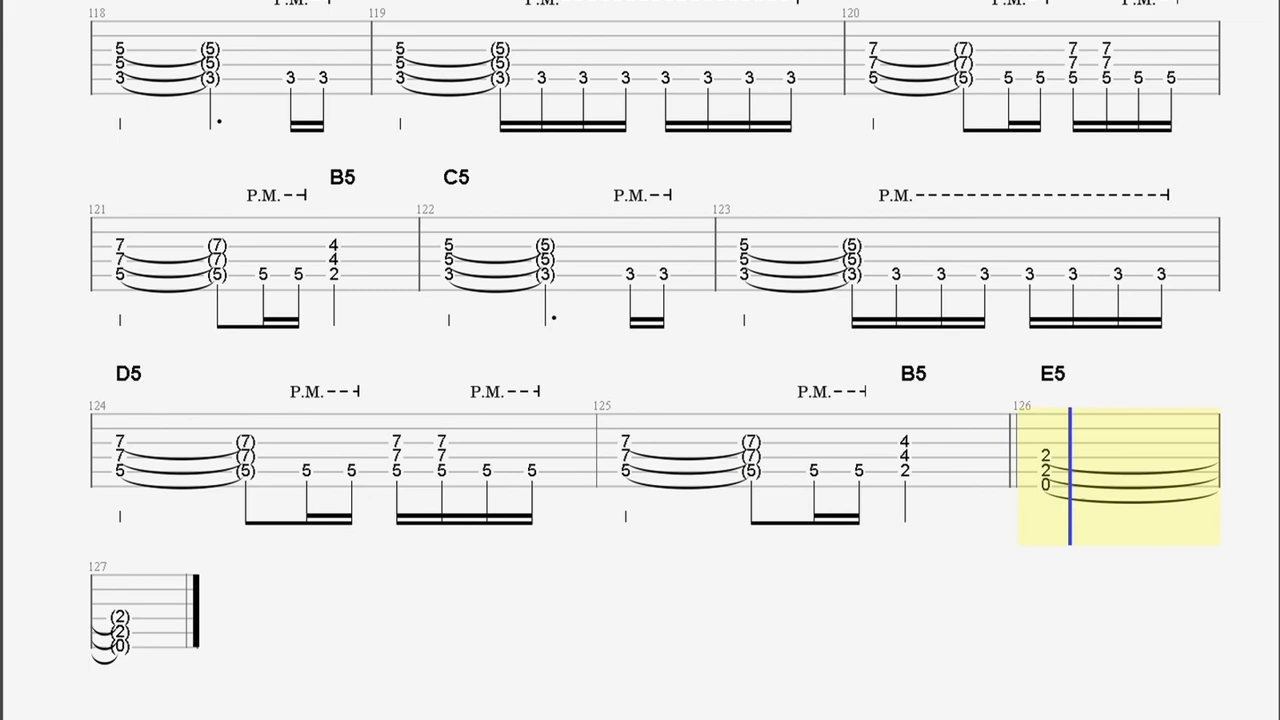 P.M. P.M. P.M. P.M.
118 119 120
5 (5) 5 (5) 7 (7) 7 7
5 (5) 5 (5) 7 (7) 7 7
3 (3) 3 3 3 (3) 3 3 3 3 3 3 3 5 (5) 5 5 5 5 5 5
B5 C5
P.M. P.M. P.M.
121 122 123
7 (7) 4 5 (5) 5 (5)
7 (7) 4 5 (5) 5 (5)
5 (5) 5 5 2 3 (3) 3 3 3 (3) 3 3 3 3 3 3 3
D5 B5 E5
P.M. P.M. P.M.
124 125 126
7 (7) 7 7 7 (7) 4
7 (7) 7 7 7 (7) 4 2
5 (5) 5 5 5 5 5 5 5 (5) 5 5 2 2
0
127
(2)
(2)
(0)